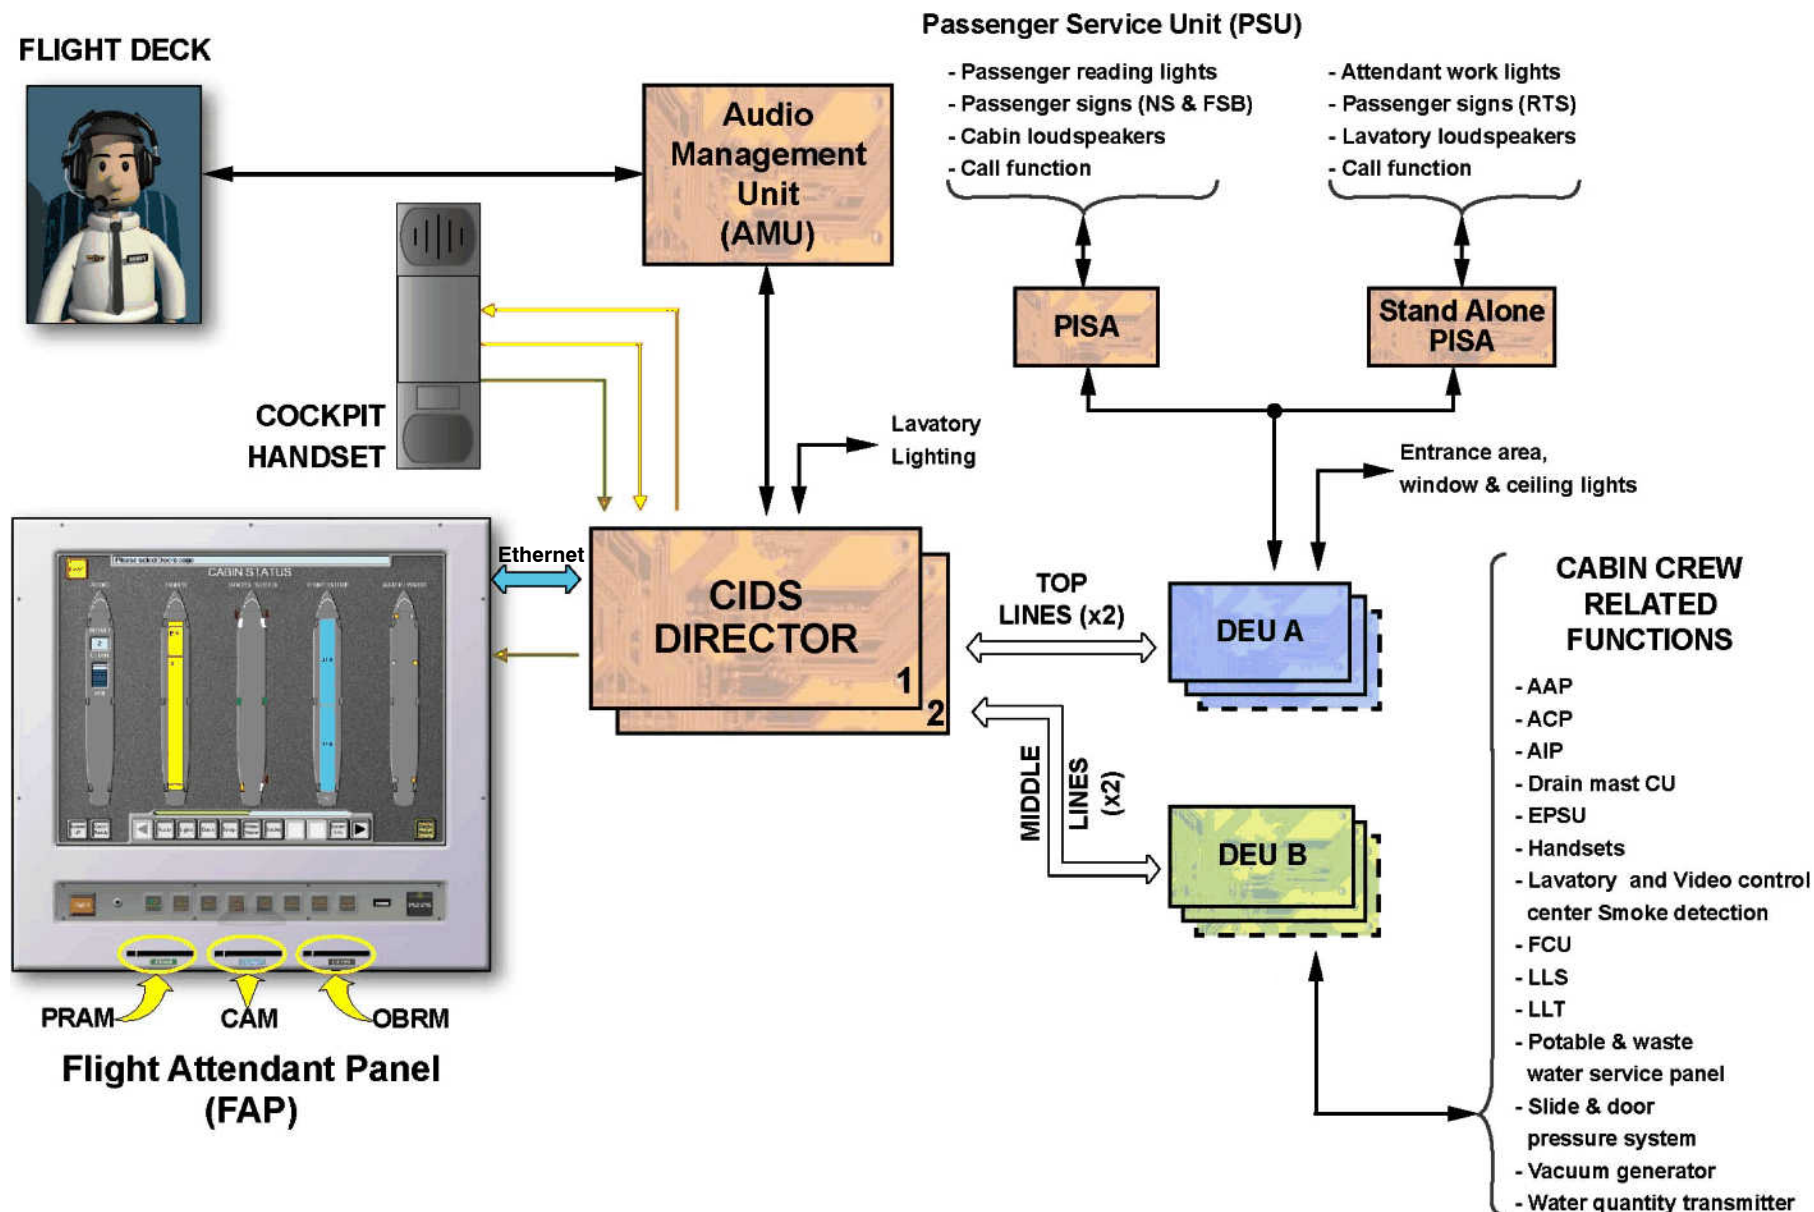 Passenger Service Unit (PSU)
FLIGHT DECK
- Passenger reading lights
- Passenger signs (NS & FSB)
- Cabin loudspeakers
- Call function
- Attendant work lights
- Passenger signs (RTS)
- Lavatory loudspeakers
- Call function
Audio
Management
Unit
(AMU)
PISA
Stand Alone
PISA
COCKPIT
HANDSET
Lavatory
Lighting
Entrance area,
window & ceiling lights
Ethernet
CABIN STATUS
CIDS
DIRECTOR
1
2
TOP
LINES (x2)
DEU A
MIDDLE
LINES
(x2)
DEU B
CABIN CREW
RELATED
FUNCTIONS
- AAP
- ACP
- AIP
- Drain mast CU
- EPSU
- Handsets
- Lavatory and Video control
center Smoke detection
- FCU
- LLS
- LLT
- Potable & waste
water service panel
- Slide & door
pressure system
- Vacuum generator
- Water quantity transmitter
PRAM
CAM
OBRM
Flight Attendant Panel
(FAP)